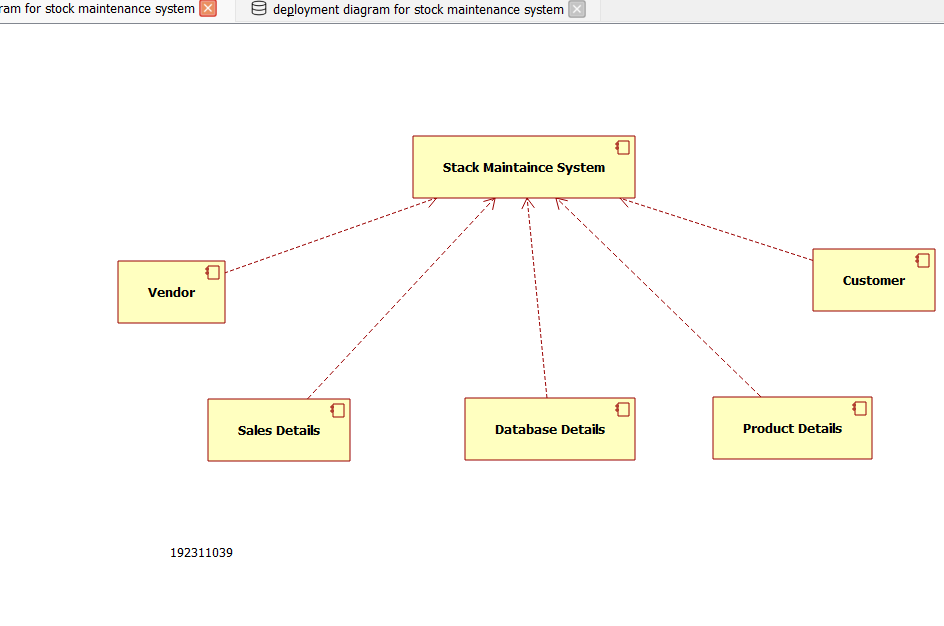 ram for stock maintenance system
deployment diagram for stock maintenance system
Stack Maintaince System
Vendor
Customer
Sales Details
Database Details
Product Details
192311039